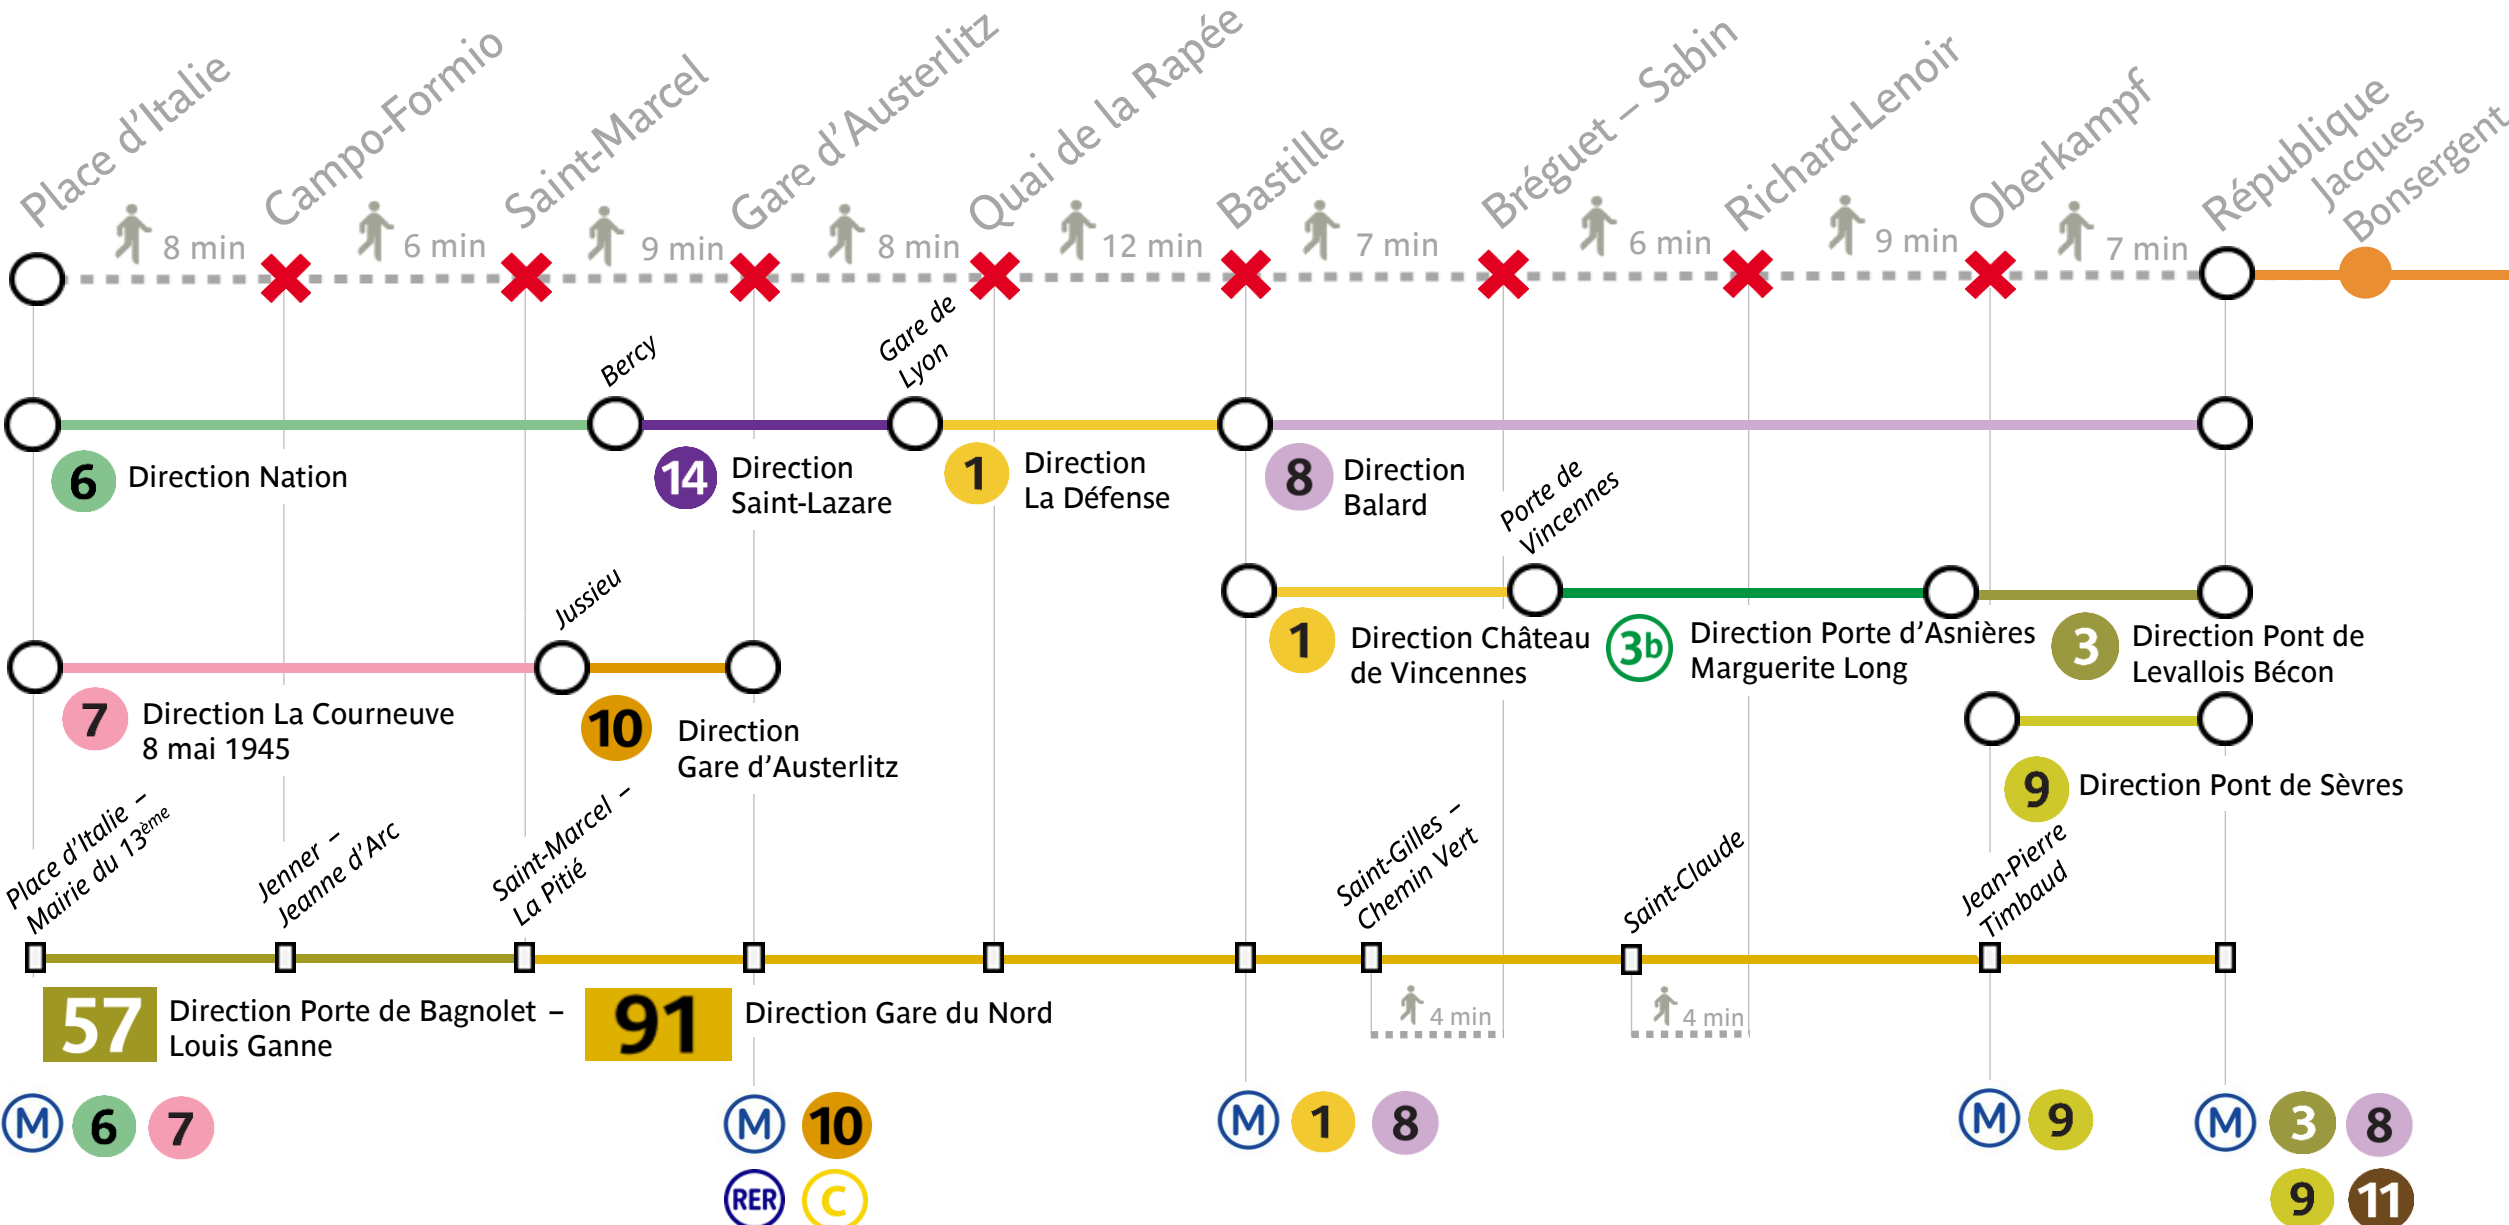 Place d'Italie
Campo-Formio
Saint-Marcel
Gare d'Austerlitz
Quai de la Rapée
Bastille
Bréguet – Sabin
Richard-Lenoir
Oberkampf
République
Jacques
Bonsergent
8 min
6 min
9 min
8 min
12 min
7 min
6 min
9 min
7 min
Bercy
Gare de
Lyon
6 Direction Nation
14 Direction
Saint-Lazare
1 Direction
La Défense
8 Direction
Balard
Porte de
Vincennes
Jussieu
1 Direction Château
de Vincennes
3b Direction Porte d'Asnières
Marguerite Long
3 Direction Pont de
Levallois Bécon
7 Direction La Courneuve
8 mai 1945
10 Direction
Gare d'Austerlitz
9 Direction Pont de Sèvres
Place d'Italie –
Mairie du 13ème
Jenner –
Jeanne d'Arc
Saint-Marcel –
La Pitié
Saint-Gilles –
Chemin Vert
Saint-Claude
Jean-Pierre
Timbaud
57 Direction Porte de Bagnolet –
Louis Ganne
91 Direction Gare du Nord
4 min
4 min
M 6 7
M 10
RER C
M 1 8
M 9
M 3 8
9 11